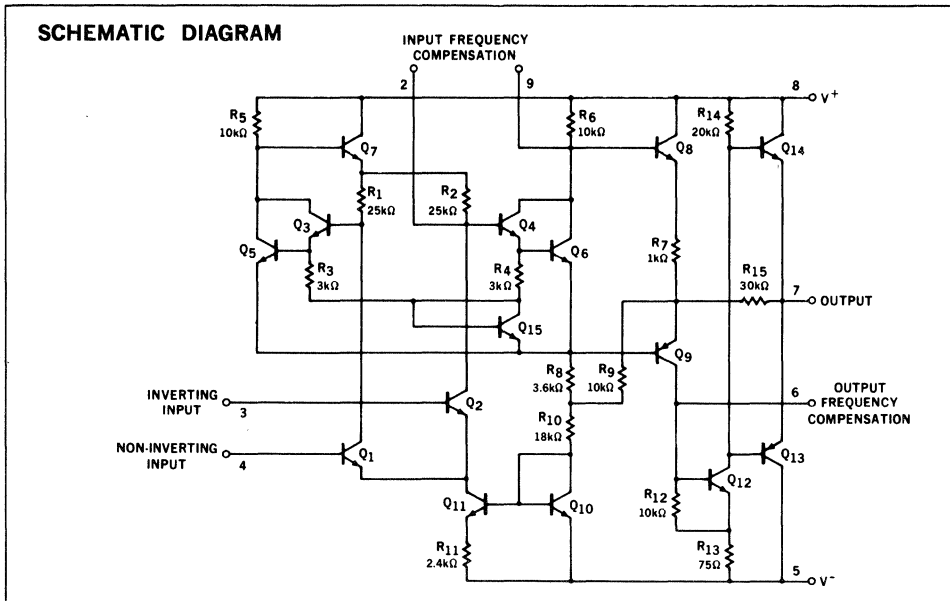 SCHEMATIC DIAGRAM
INPUT FREQUENCY
COMPENSATION
2
9
8
V+
R5
10kΩ
R6
10kΩ
R14
20kΩ
Q7
Q8
Q14
R1
25kΩ
R2
25kΩ
Q3
Q4
Q5
Q6
R3
3kΩ
R4
3kΩ
R7
1kΩ
R15
30kΩ
7
OUTPUT
Q15
Q9
R8
3.6kΩ
R9
10kΩ
INVERTING
INPUT
3
Q2
6
OUTPUT
FREQUENCY
COMPENSATION
R10
18kΩ
NON-INVERTING
INPUT
4
Q1
Q13
Q12
Q11
Q10
R12
10kΩ
R11
2.4kΩ
R13
75Ω
5
V-